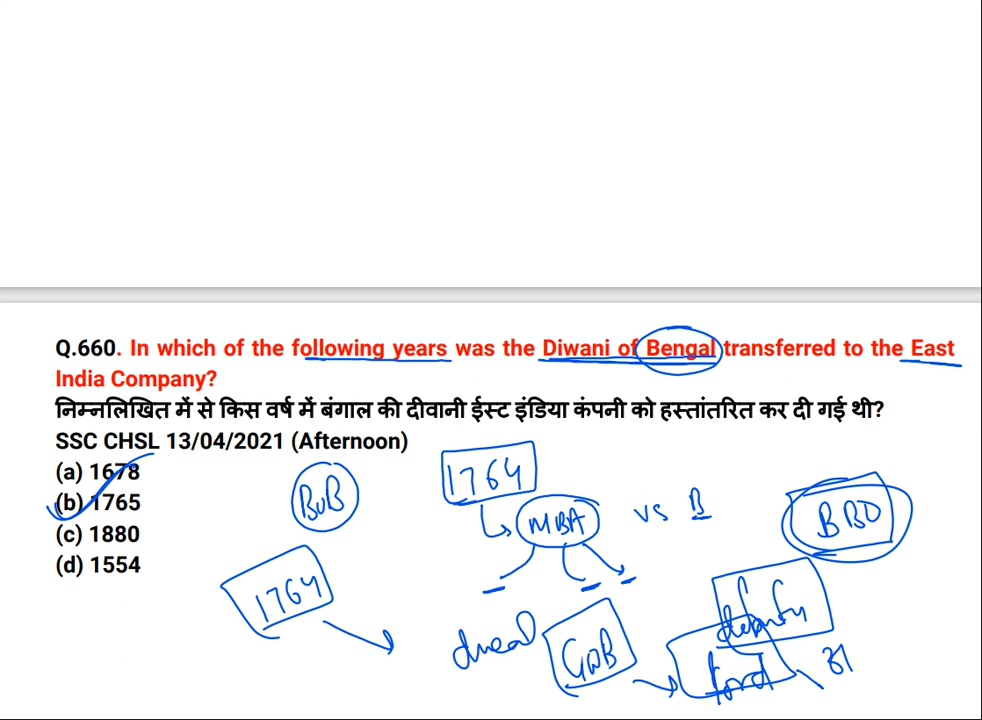 Q.660. In which of the following years was the Diwani of Bengal transferred to the East
India Company?
निम्नलिखित में से किस वर्ष में बंगाल की दीवानी ईस्ट इंडिया कंपनी को हस्तांतरित कर दी गई थी?
SSC CHSL 13/04/2021 (Afternoon)
(a) 1678
(b) 1765
(c) 1880
(d) 1554
1764
BoB
MBA vs B
BBD
1764
deputy
dual GoB
31